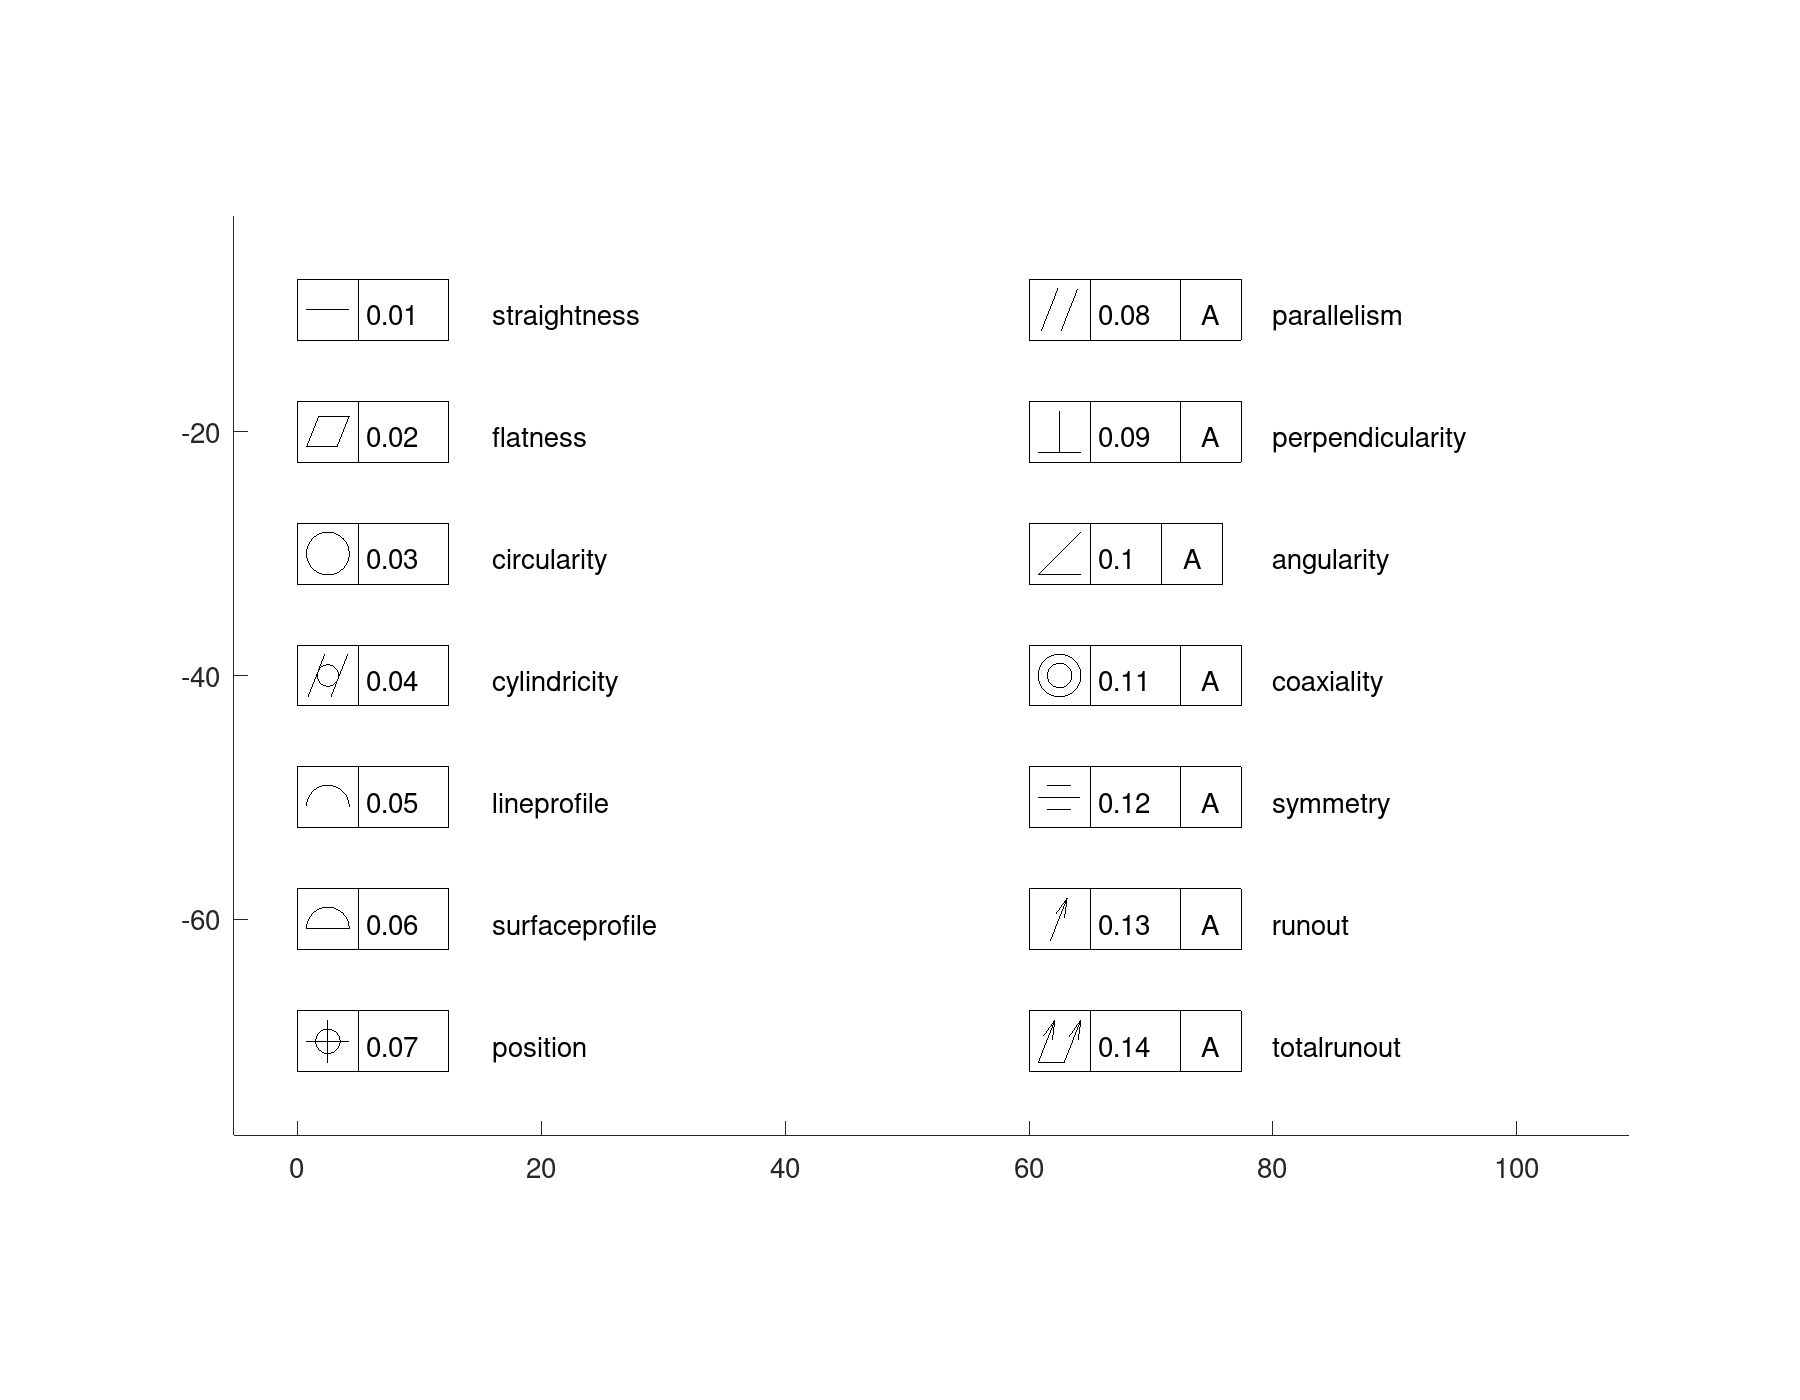 0.01 straightness
0.08 A parallelism
-20
0.02 flatness
0.09 A perpendicularity
0.03 circularity
0.1 A angularity
-40
0.04 cylindricity
0.11 A coaxiality
0.05 lineprofile
0.12 A symmetry
-60
0.06 surfaceprofile
0.13 A runout
0.07 position
0.14 A totalrunout
0 20 40 60 80 100